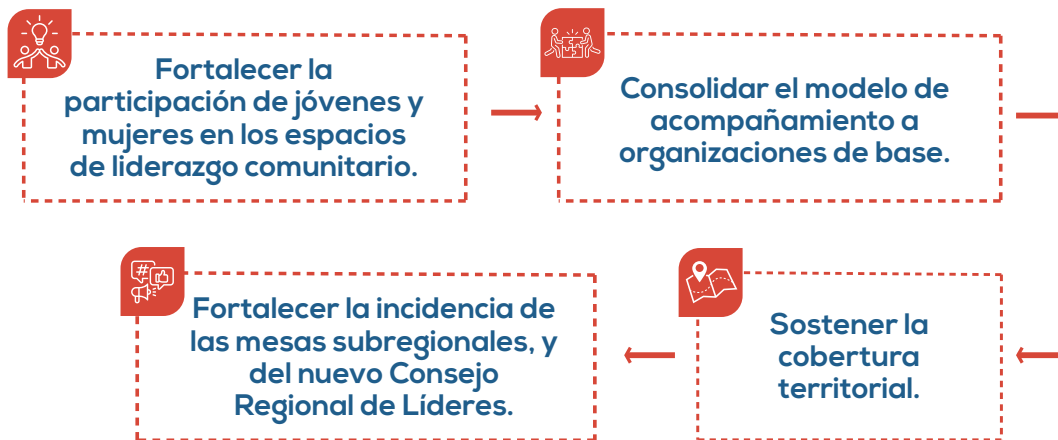 Fortalecer la
participación de jóvenes y
mujeres en los espacios
de liderazgo comunitario.
Consolidar el modelo de
acompañamiento a
organizaciones de base.
Sostener la
cobertura
territorial.
Fortalecer la incidencia de
las mesas subregionales, y
del nuevo Consejo
Regional de Líderes.